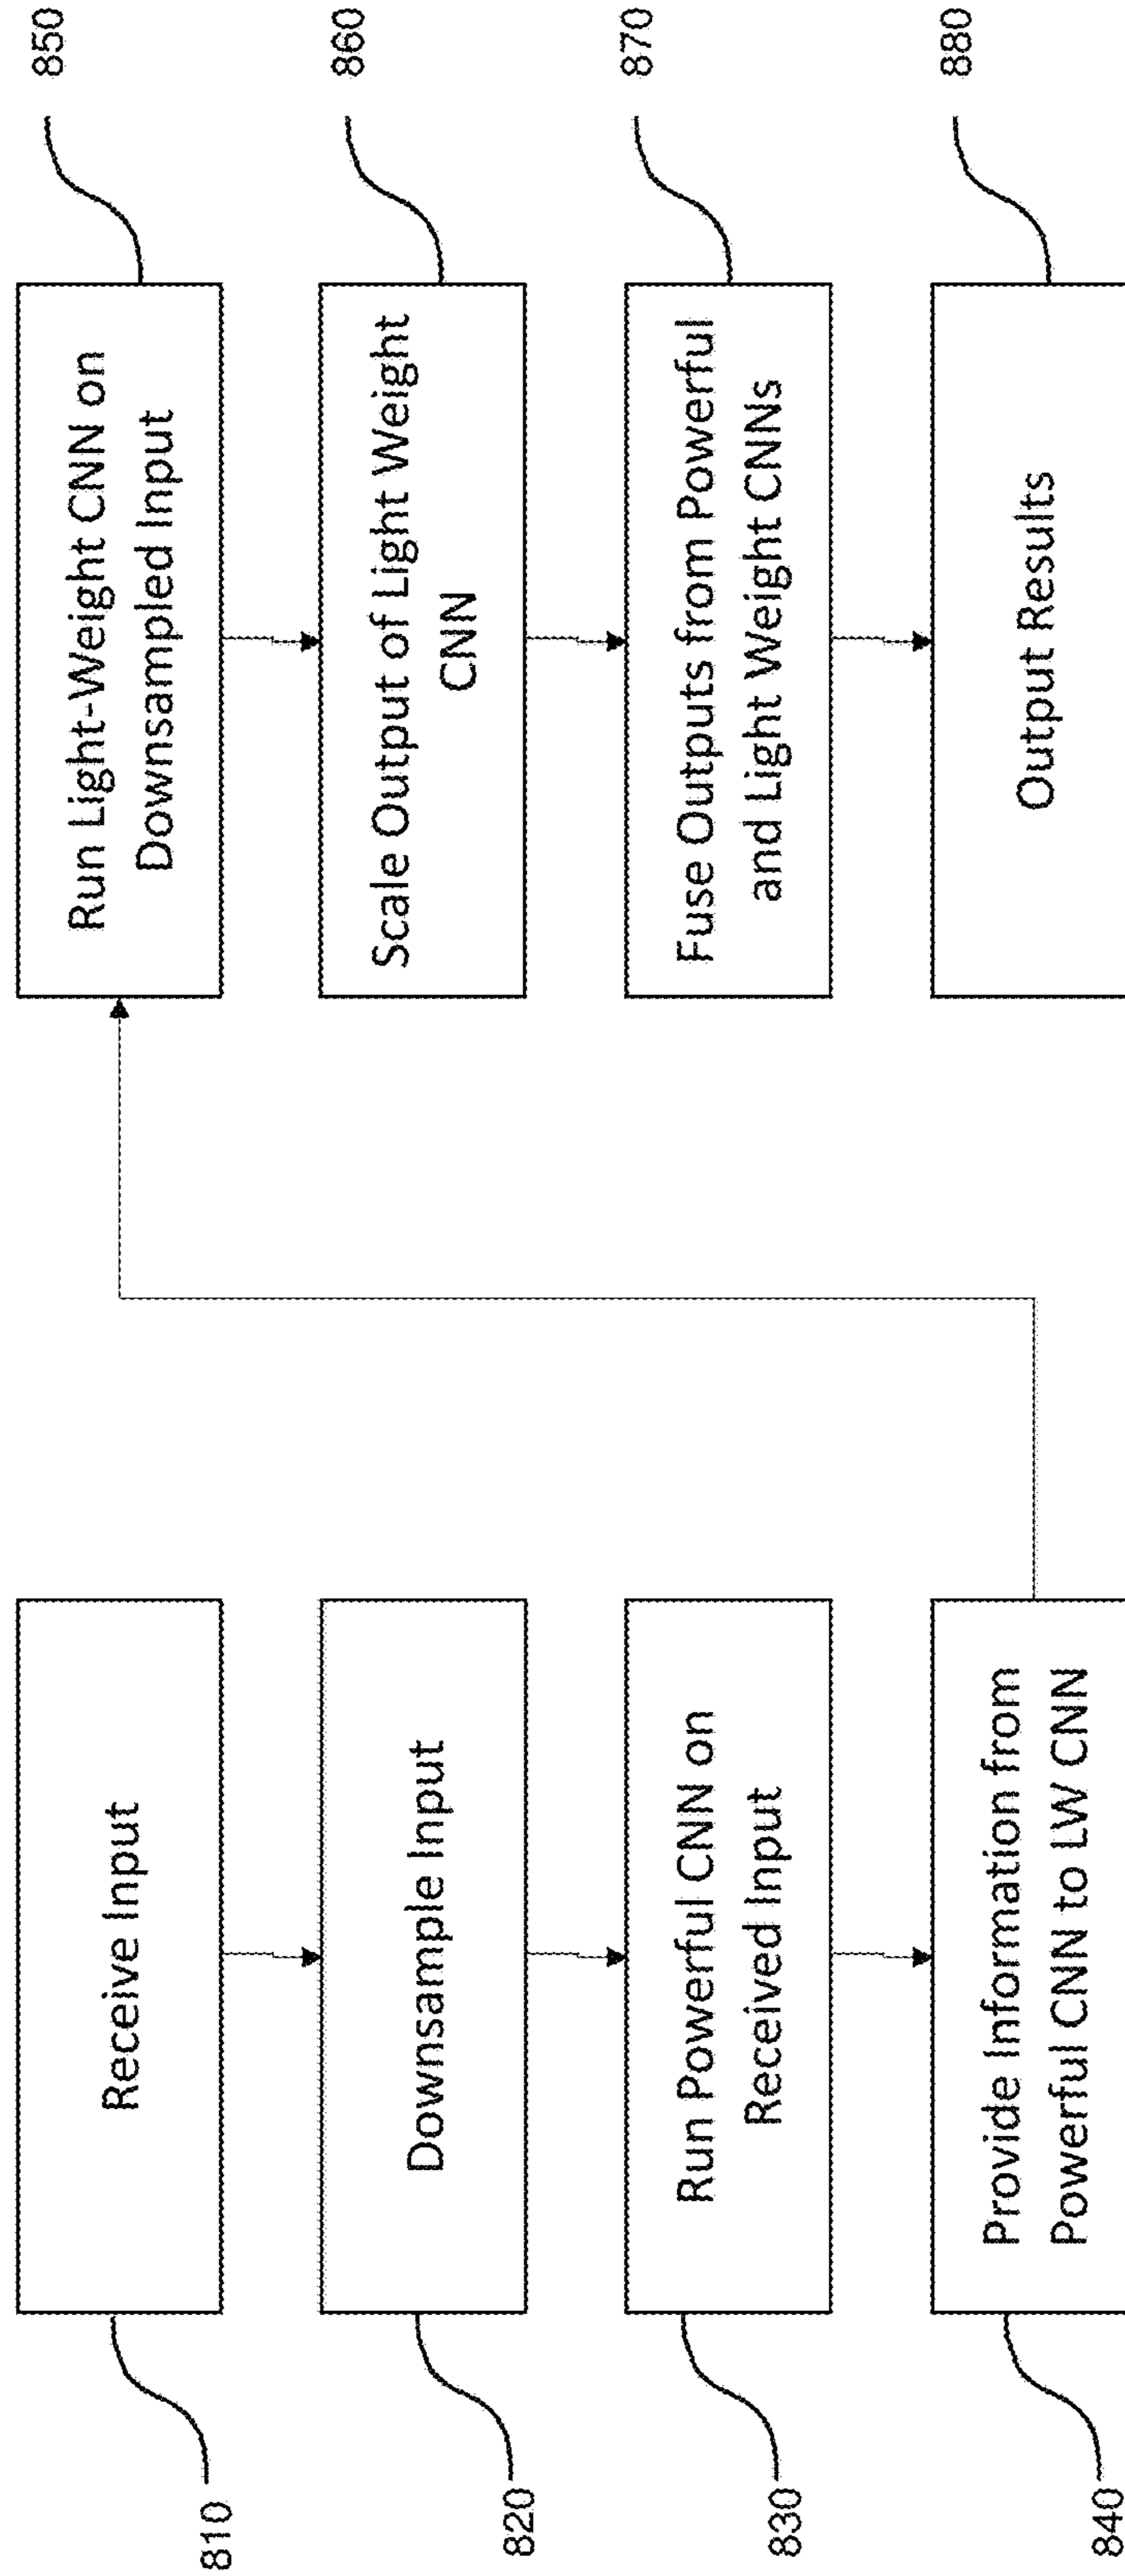 810
Receive Input
820
Downsample Input
830
Run Powerful CNN on
Received Input
840
Provide Information from
Powerful CNN to LW CNN
850
Run Light-Weight CNN on
Downsampled Input
860
Scale Output of Light Weight
CNN
870
Fuse Outputs from Powerful
and Light Weight CNNs
880
Output Results